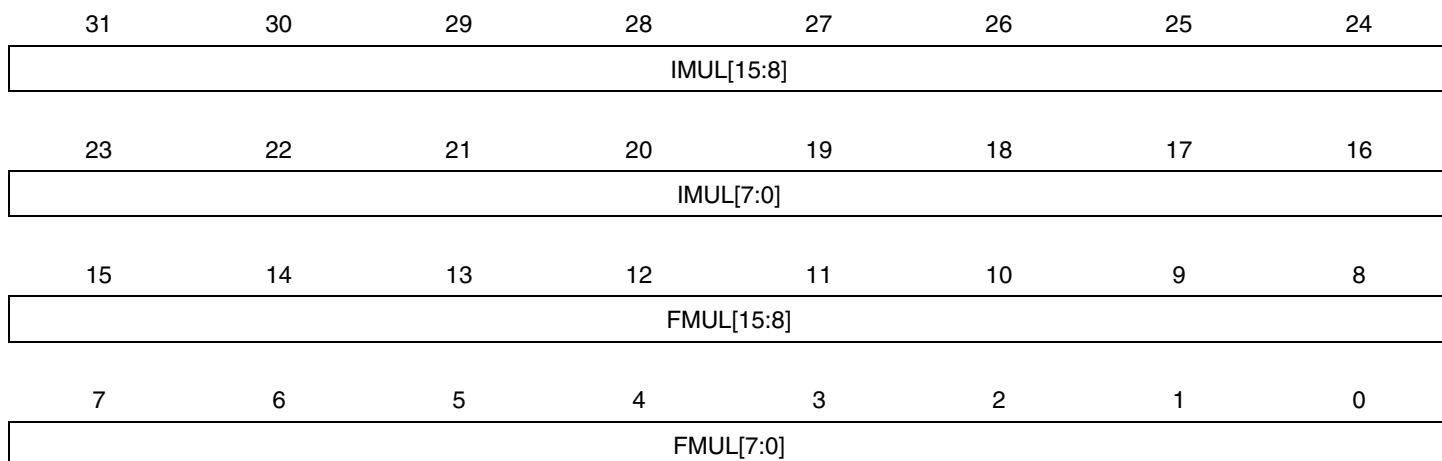 31 30 29 28 27 26 25 24
IMUL[15:8]
23 22 21 20 19 18 17 16
IMUL[7:0]
15 14 13 12 11 10 9 8
FMUL[15:8]
7 6 5 4 3 2 1 0
FMUL[7:0]